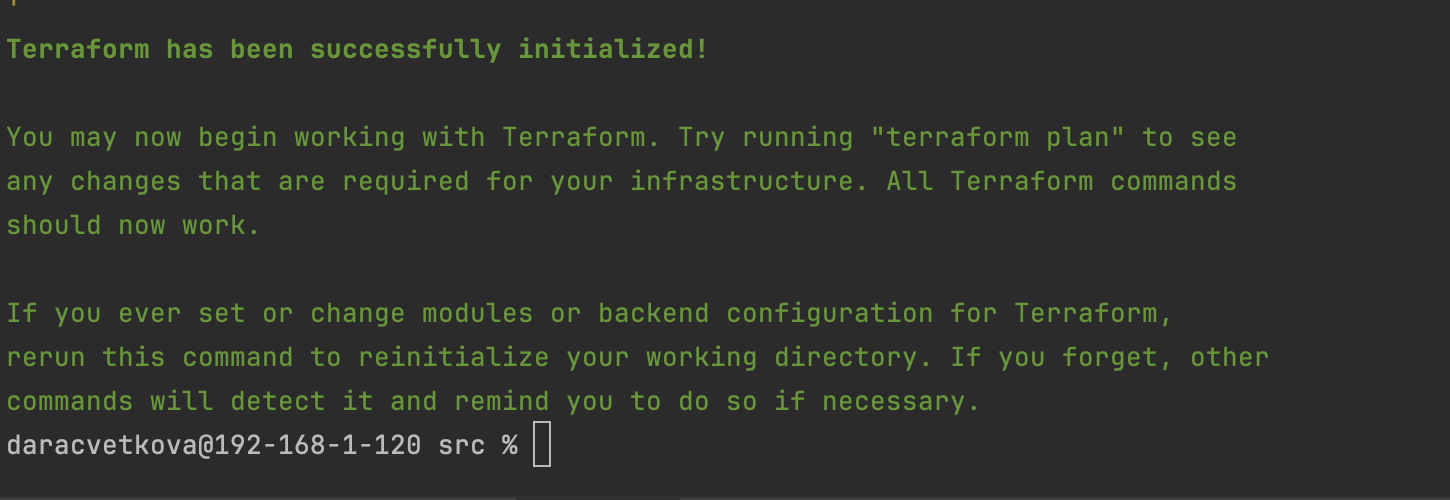 Terraform has been successfully initialized!
You may now begin working with Terraform. Try running "terraform plan" to see
any changes that are required for your infrastructure. All Terraform commands
should now work.
If you ever set or change modules or backend configuration for Terraform,
rerun this command to reinitialize your working directory. If you forget, other
commands will detect it and remind you to do so if necessary.
daracvetkova@192-168-1-120 src %